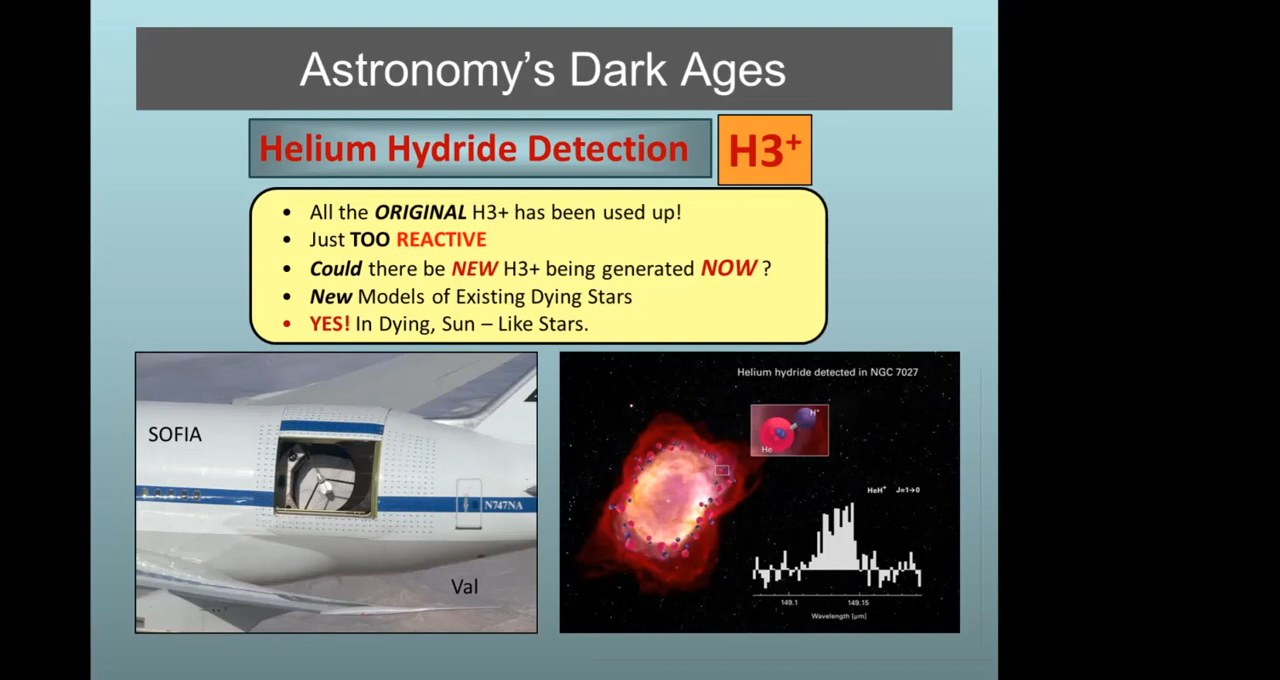 Astronomy's Dark Ages
Helium Hydride Detection
H3⁺
• All the ORIGINAL H3+ has been used up!
• Just TOO REACTIVE
• Could there be NEW H3+ being generated NOW ?
• New Models of Existing Dying Stars
• YES! In Dying, Sun – Like Stars.
SOFIA
N747NA
Val
Helium hydride detected in NGC 7027
H⁺
He
HeH⁺ J=1→0
149.1 149.15
Wavelength [µm]